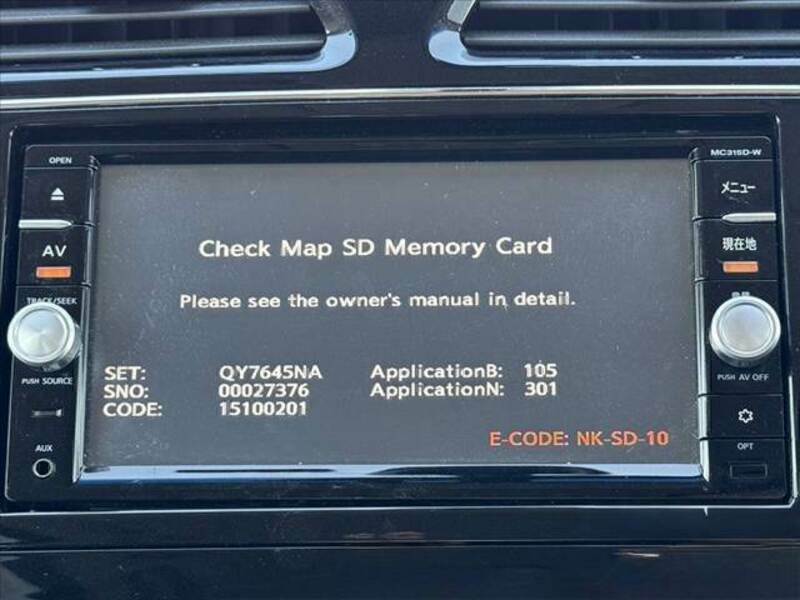 OPEN
MC315D-W
メニュー
AV
現在地
TRACK/SEEK
Check Map SD Memory Card
Please see the owner's manual in detail.
PUSH SOURCE
PUSH AV OFF
SET: QY7645NA ApplicationB: 105
SNO: 00027376 ApplicationN: 301
CODE: 15100201
E-CODE: NK-SD-10
AUX
OPT